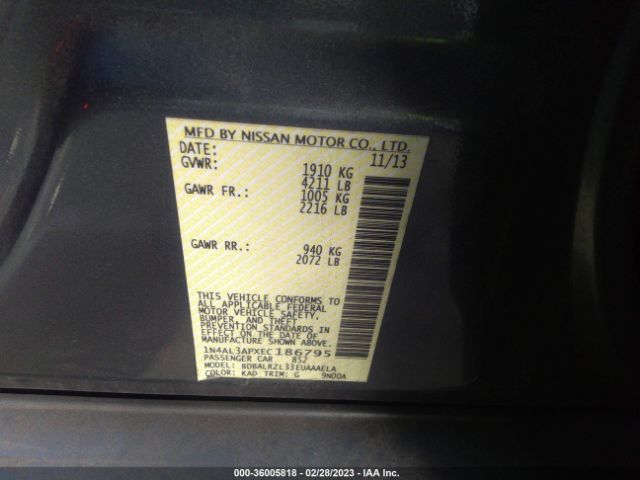 MFD BY NISSAN MOTOR CO., LTD.
DATE: 11/13
GVWR: 1910 KG
4211 LB
GAWR FR.: 1005 KG
2216 LB
GAWR RR.: 940 KG
2072 LB
THIS VEHICLE CONFORMS TO
ALL APPLICABLE FEDERAL
MOTOR VEHICLE SAFETY,
BUMPER, AND THEFT
PREVENTION STANDARDS
IN EFFECT ON THE DATE OF
MANUFACTURE SHOWN ABOVE.
1N4AL3APXEC186795
PASSENGER CAR 852
MODEL: BDBALRZL33EUAAAELA
COLOR: KAD TRIM: G 9N00A
000-36005818 - 02/28/2023 - IAA Inc.